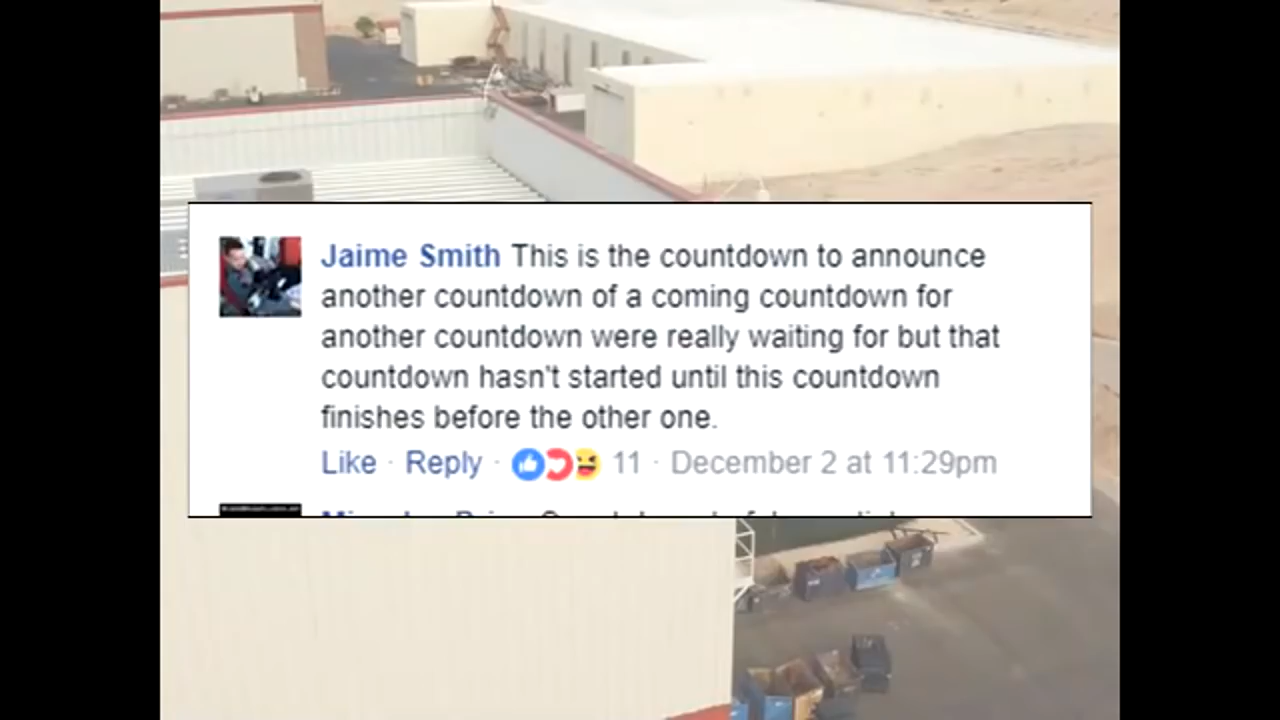 Jaime Smith This is the countdown to announce
another countdown of a coming countdown for
another countdown were really waiting for but that
countdown hasn't started until this countdown
finishes before the other one.
Like · Reply · 11 · December 2 at 11:29pm